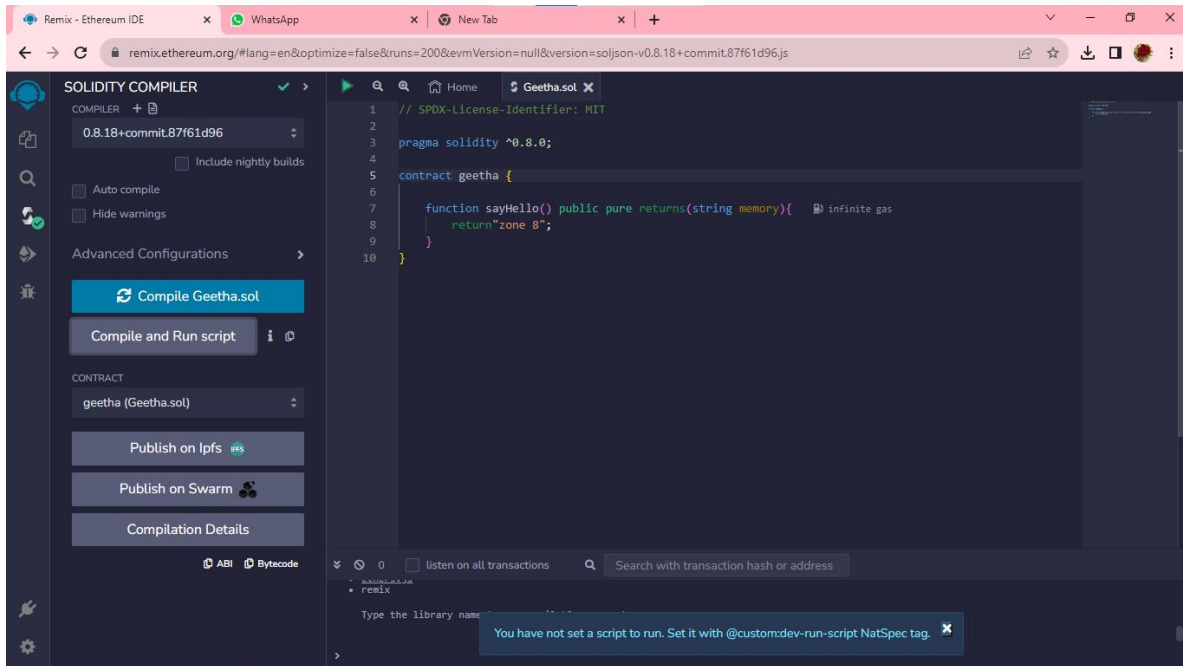 Remix - Ethereum IDE
WhatsApp
New Tab
remix.ethereum.org/#lang=en&optimize=false&runs=200&evmVersion=null&version=soljson-v0.8.18+commit.87f61d96.js
SOLIDITY COMPILER
COMPILER
0.8.18+commit.87f61d96
Include nightly builds
Auto compile
Hide warnings
Advanced Configurations
Compile Geetha.sol
Compile and Run script
CONTRACT
geetha (Geetha.sol)
Publish on Ipfs
IPFS
Publish on Swarm
Compilation Details
ABI Bytecode
Home Geetha.sol
1 // SPDX-License-Identifier: MIT
2
3 pragma solidity ^0.8.0;
4
5 contract geetha {
6
7 function sayHello() public pure returns(string memory){ infinite gas
8 return"zone 8";
9 }
10 }
0 listen on all transactions Search with transaction hash or address
remix
Type the library name
You have not set a script to run. Set it with @custom:dev-run-script NatSpec tag.
>